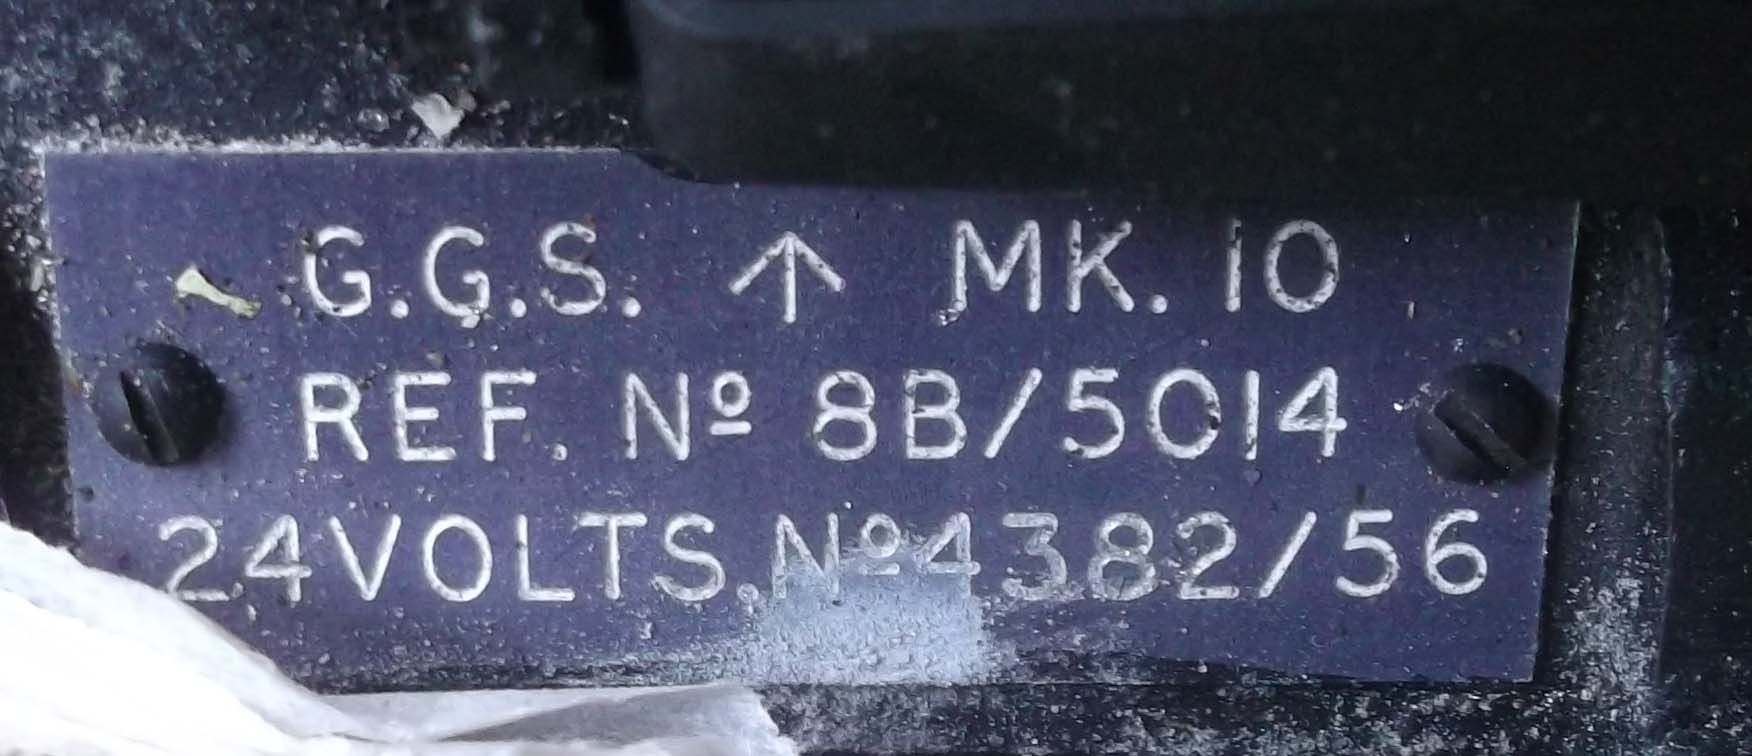 G.G.S. ↑ MK. 10
REF. Nº 8B/5014
24VOLTS. Nº4382/56